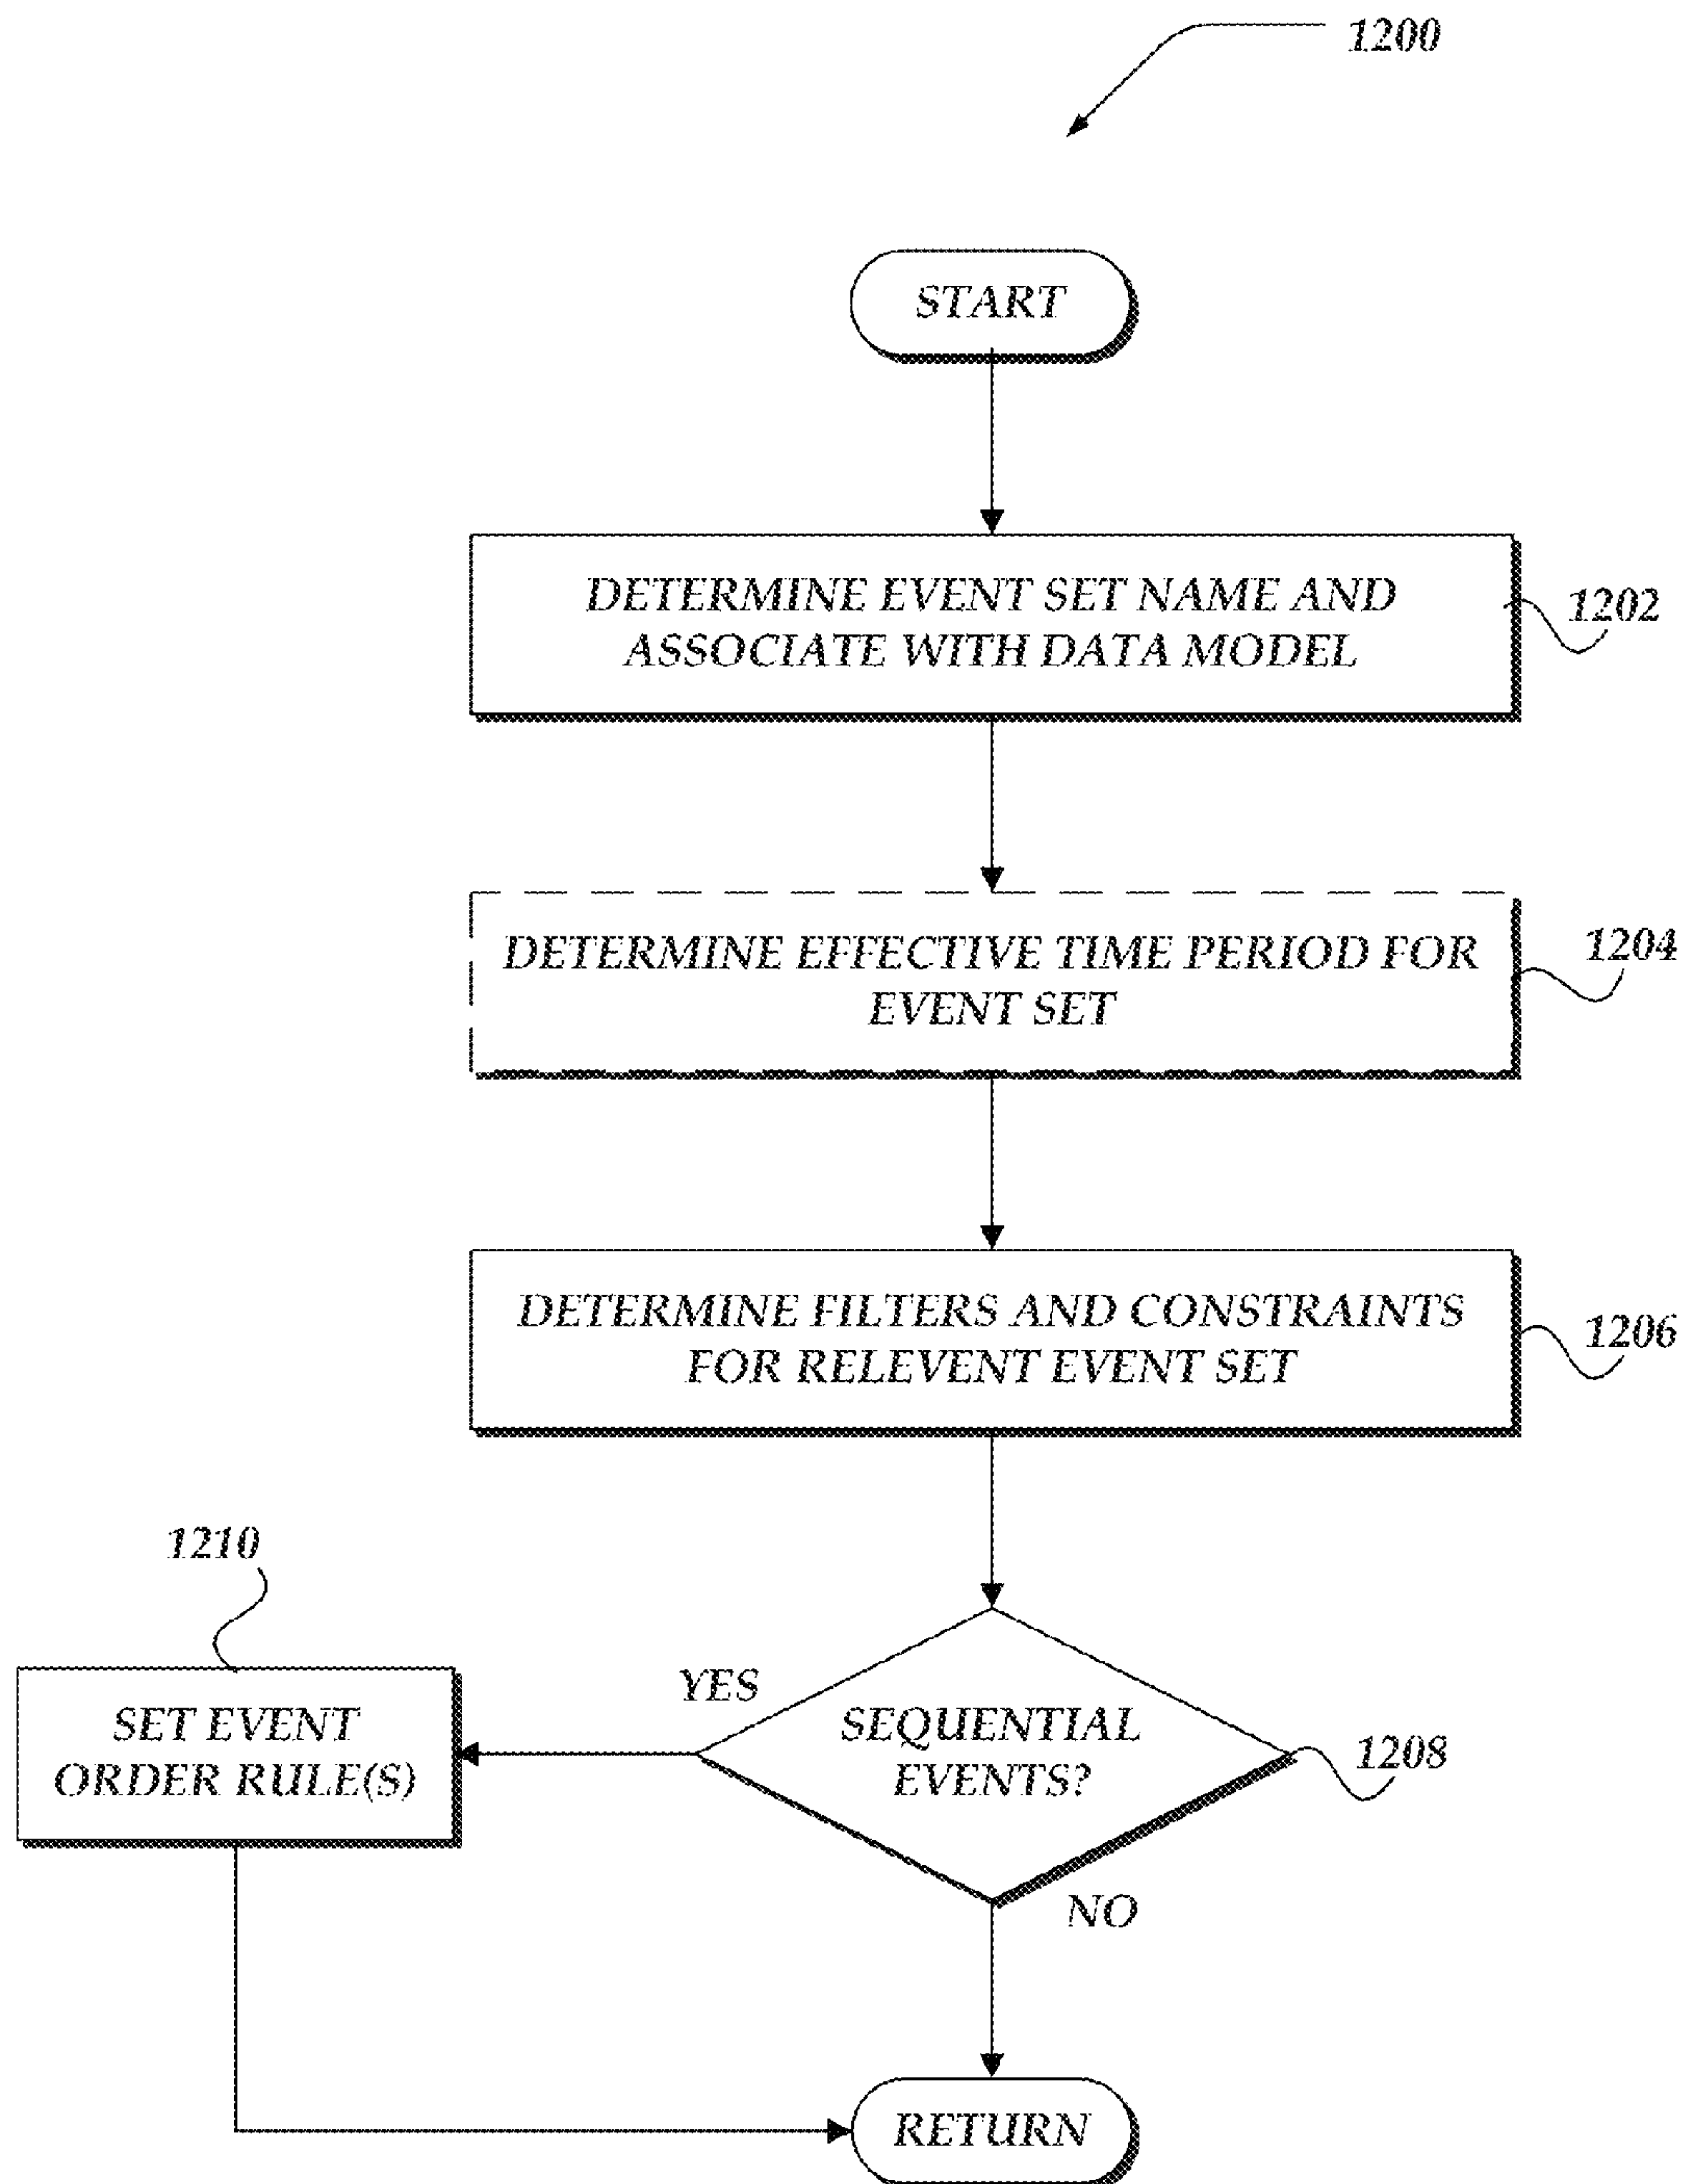 1200
START
DETERMINE EVENT SET NAME AND
ASSOCIATE WITH DATA MODEL
1202
DETERMINE EFFECTIVE TIME PERIOD FOR
EVENT SET
1204
DETERMINE FILTERS AND CONSTRAINTS
FOR RELEVENT EVENT SET
1206
1210
SET EVENT
ORDER RULE(S)
YES
SEQUENTIAL
EVENTS?
1208
NO
RETURN